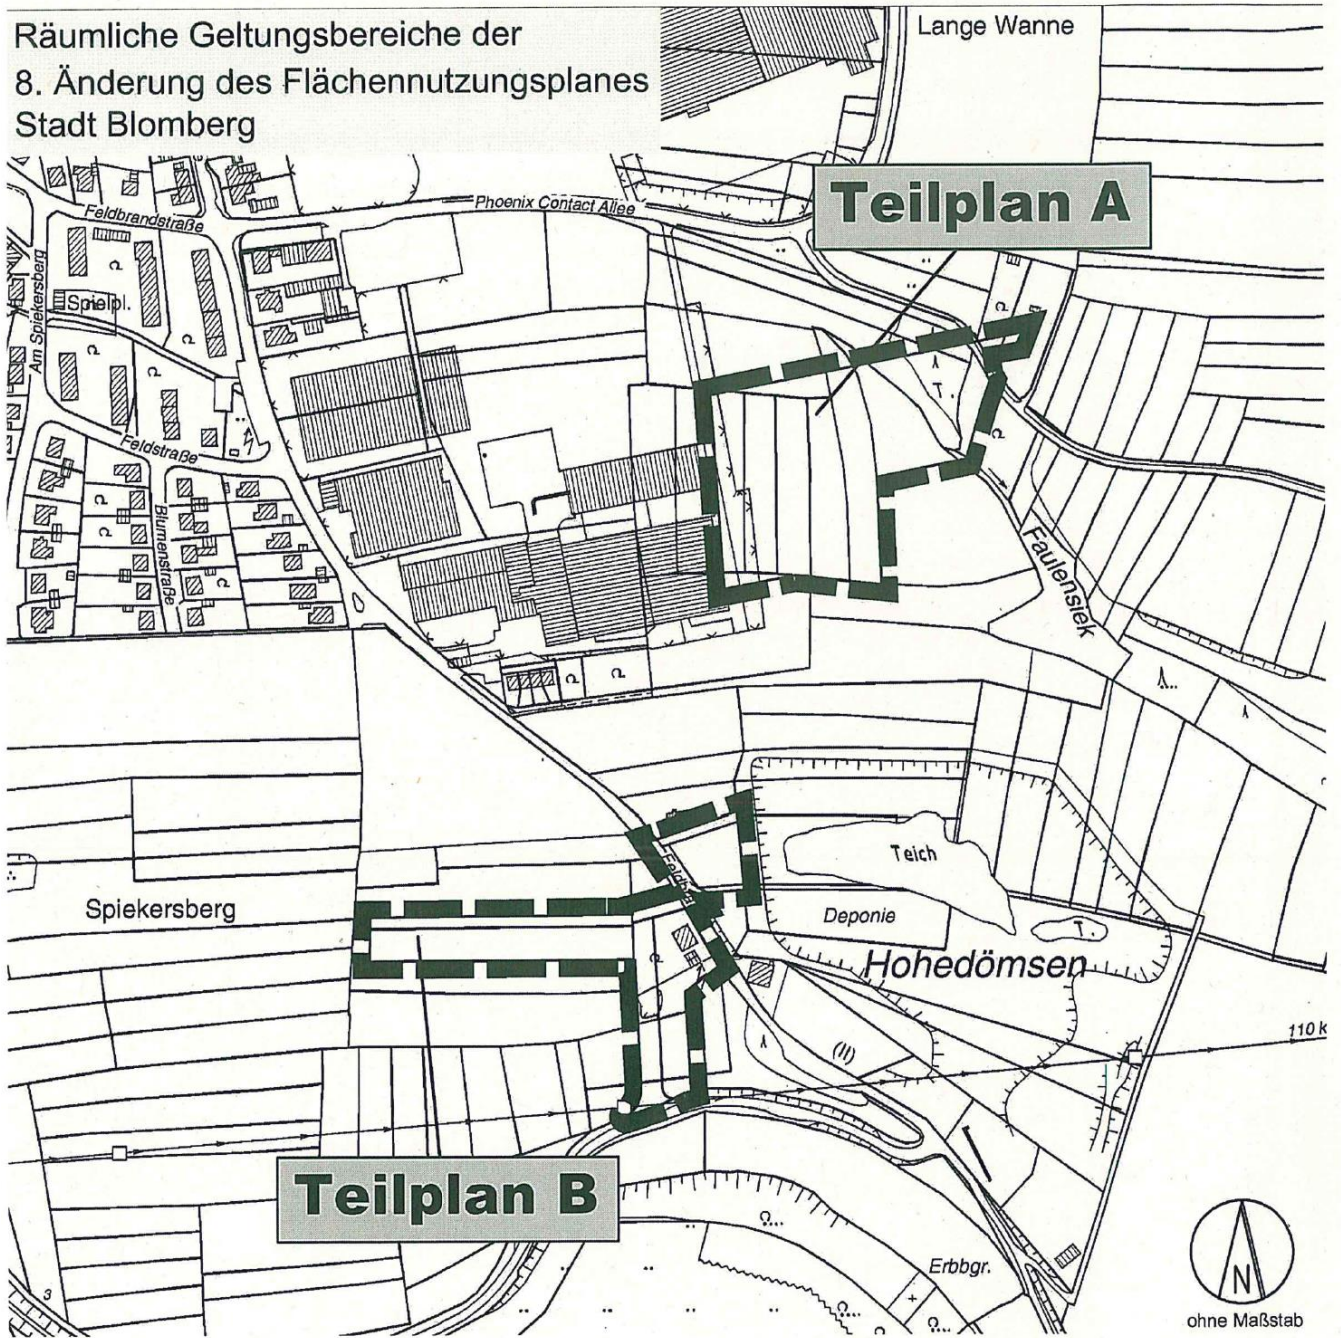 Räumliche Geltungsbereiche der
8. Änderung des Flächennutzungsplanes
Stadt Blomberg
Lange Wanne
Teilplan A
Phoenix Contact Allee
Feldbrandstraße
Am Spiekersberg
Spielpl.
Feldstraße
Blumenstraße
Faulensiek
Teich
Spiekersberg
Deponie
T.
Hohedömsen
110 k
(II)
Teilplan B
Erbbgr.
3
N
ohne Maßstab